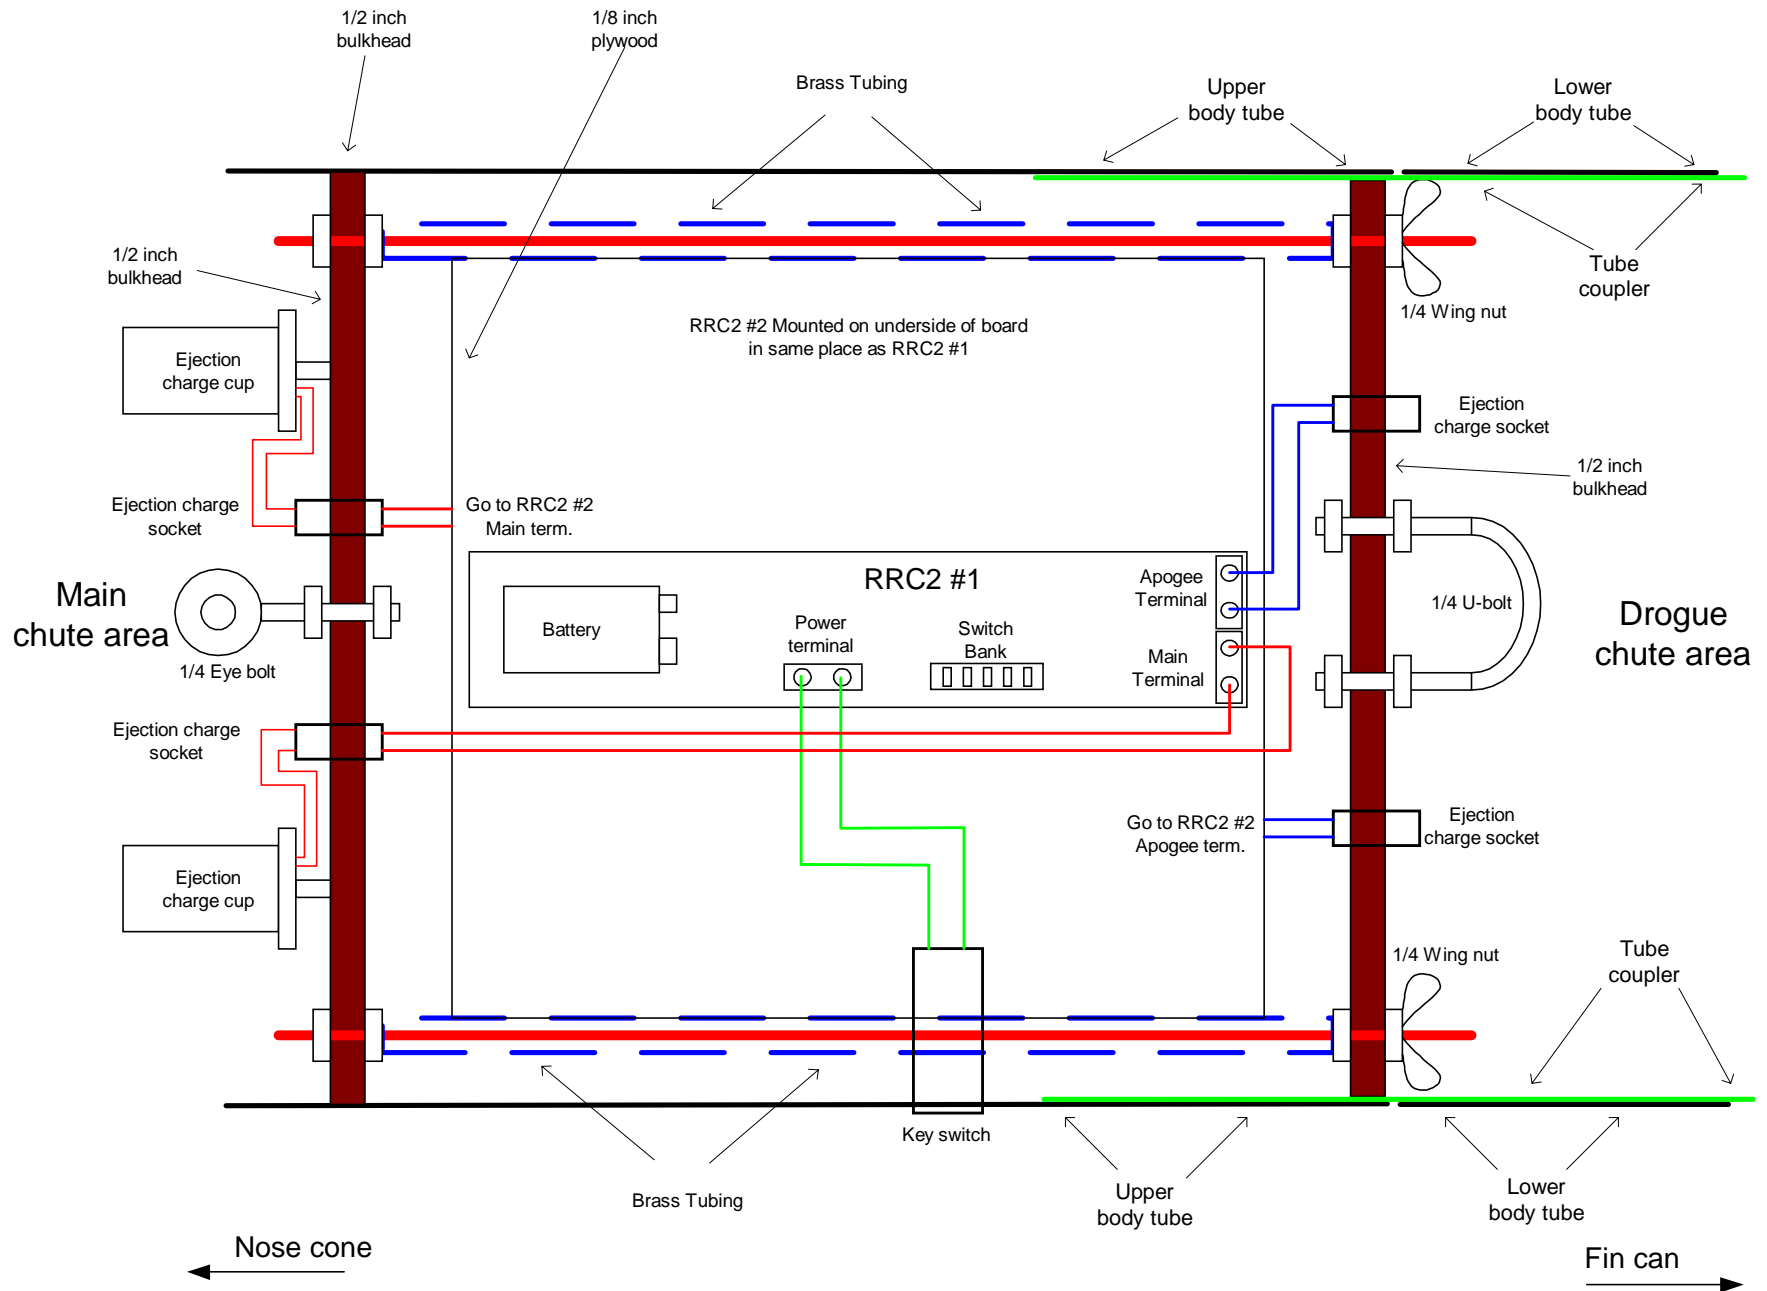 1/2 inch
bulkhead
1/8 inch
plywood
Brass Tubing
Upper
body tube
Lower
body tube
1/2 inch
bulkhead
Tube
coupler
1/4 Wing nut
RRC2 #2 Mounted on underside of board
in same place as RRC2 #1
Ejection
charge cup
Ejection
charge socket
1/2 inch
bulkhead
Ejection charge
socket
Go to RRC2 #2
Main term.
RRC2 #1
Apogee
Terminal
Main
chute area
Battery
Power
terminal
Switch
Bank
Main
Terminal
1/4 U-bolt
Drogue
chute area
1/4 Eye bolt
Ejection charge
socket
Go to RRC2 #2
Apogee term.
Ejection
charge socket
Ejection
charge cup
1/4 Wing nut
Tube
coupler
Key switch
Brass Tubing
Upper
body tube
Lower
body tube
Nose cone
Fin can